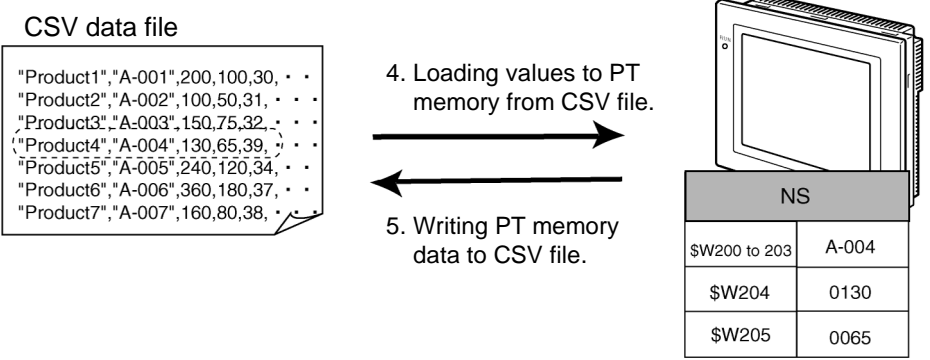 CSV data file
"Product1","A-001",200,100,30, · ·
"Product2","A-002",100,50,31, · · ·
"Product3","A-003",150,75,32, · · ·
"Product4","A-004",130,65,39, · · ·
"Product5","A-005",240,120,34, · ·
"Product6","A-006",360,180,37, · ·
"Product7","A-007",160,80,38, · · ·
4. Loading values to PT
memory from CSV file.
5. Writing PT memory
data to CSV file.
RUN
NS
$W200 to 203 A-004
$W204 0130
$W205 0065